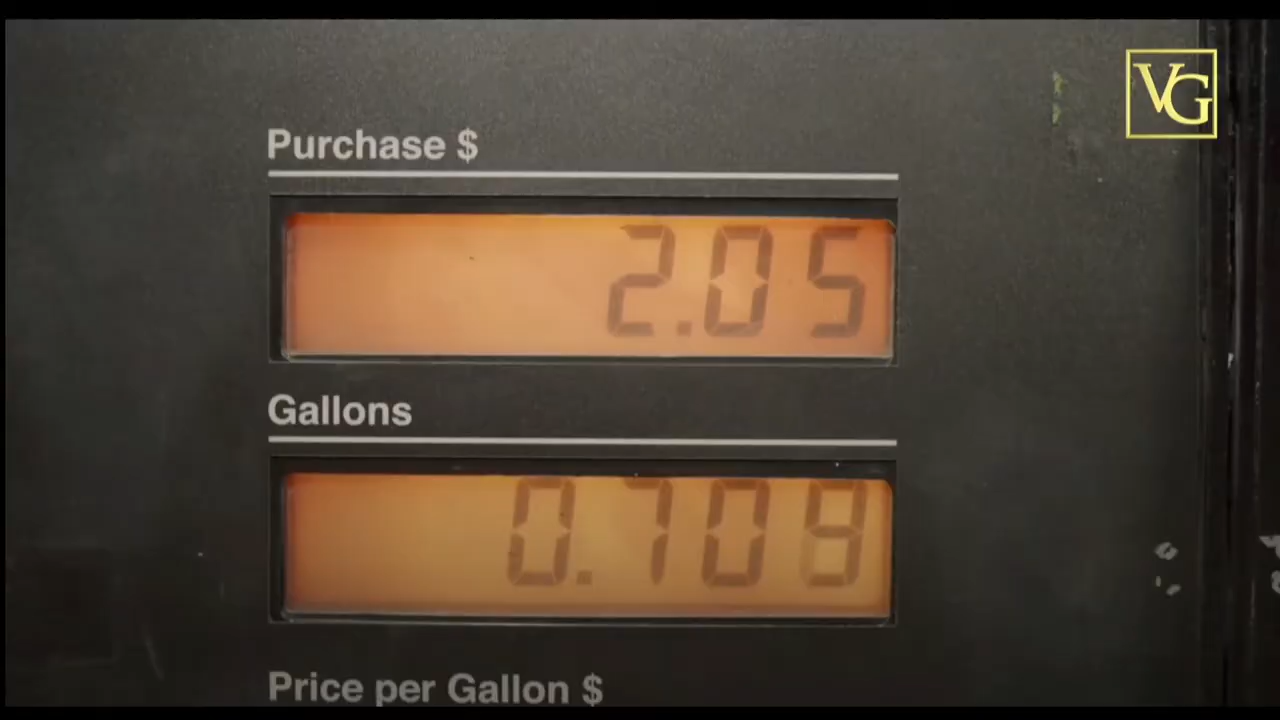 VG
Purchase $
2.05
Gallons
0.708
Price per Gallon $